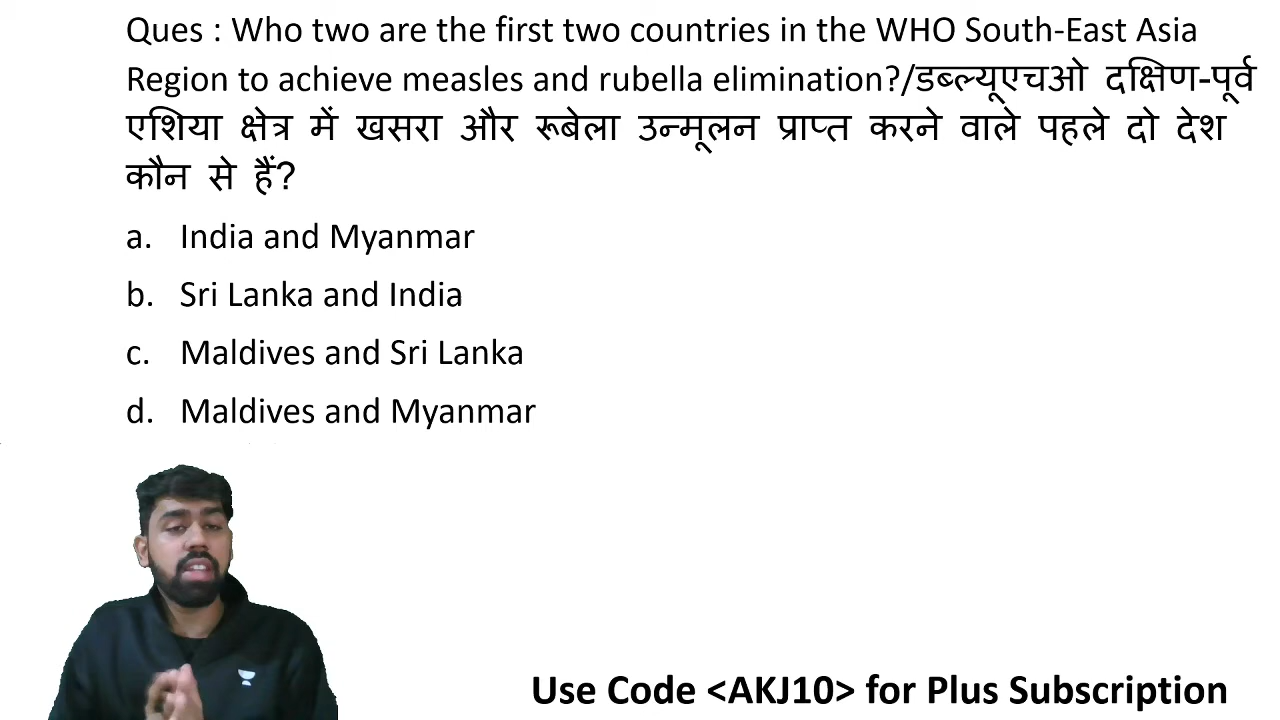 Ques : Who two are the first two countries in the WHO South-East Asia
Region to achieve measles and rubella elimination?/डब्ल्यूएचओ दक्षिण-पूर्व
एशिया क्षेत्र में खसरा और रूबेला उन्मूलन प्राप्त करने वाले पहले दो देश
कौन से हैं?
a. India and Myanmar
b. Sri Lanka and India
c. Maldives and Sri Lanka
d. Maldives and Myanmar
Use Code <AKJ10> for Plus Subscription